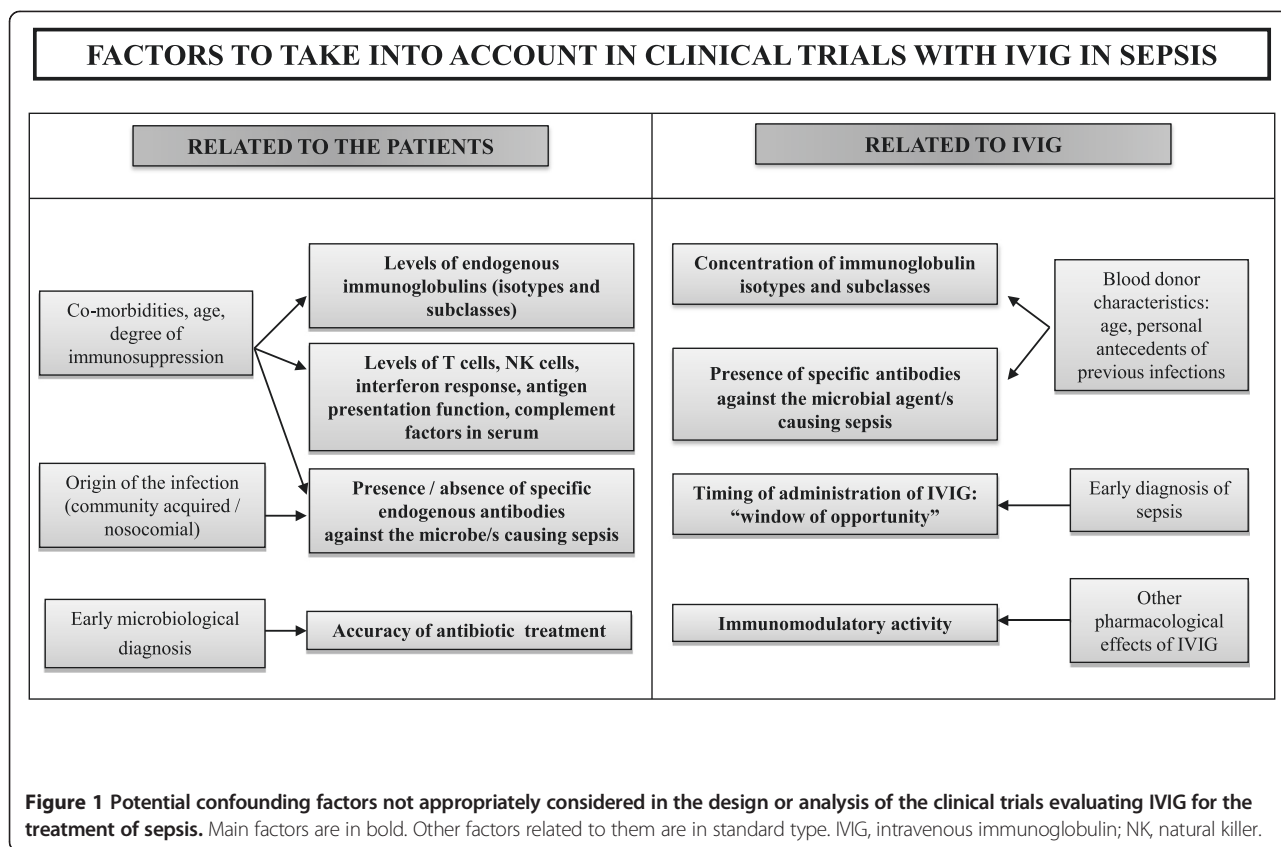 FACTORS TO TAKE INTO ACCOUNT IN CLINICAL TRIALS WITH IVIG IN SEPSIS
RELATED TO THE PATIENTS
Co-morbidities, age,
degree of
immunosuppression
Levels of endogenous
immunoglobulins (isotypes and
subclasses)
Levels of T cells, NK cells,
interferon response, antigen
presentation function, complement
factors in serum
Origin of the infection
(community acquired /
nosocomial)
Presence / absence of specific
endogenous antibodies
against the microbe/s causing sepsis
Early microbiological
diagnosis
Accuracy of antibiotic treatment
RELATED TO IVIG
Concentration of immunoglobulin
isotypes and subclasses
Blood donor
characteristics:
age, personal
antecedents of
previous infections
Presence of specific antibodies
against the microbial agent/s
causing sepsis
Timing of administration of IVIG:
“window of opportunity”
Early diagnosis of
sepsis
Immunomodulatory activity
Other
pharmacological
effects of IVIG
Figure 1 Potential confounding factors not appropriately considered in the design or analysis of the clinical trials evaluating IVIG for the
treatment of sepsis. Main factors are in bold. Other factors related to them are in standard type. IVIG, intravenous immunoglobulin; NK, natural killer.